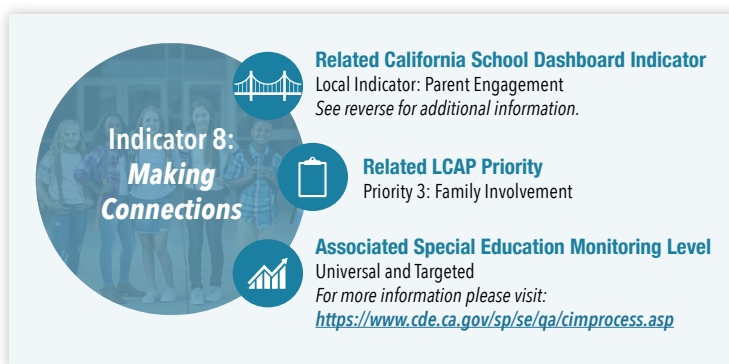 Indicator 8:
Making
Connections
Related California School Dashboard Indicator
Local Indicator: Parent Engagement
See reverse for additional information.
Related LCAP Priority
Priority 3: Family Involvement
Associated Special Education Monitoring Level
Universal and Targeted
For more information please visit:
https://www.cde.ca.gov/sp/se/qa/cimprocess.asp